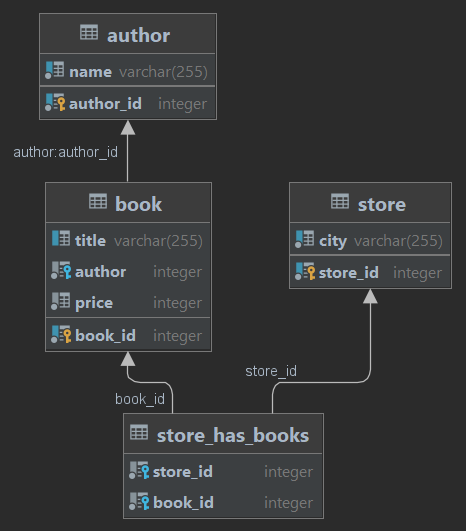 author
name varchar(255)
author_id integer
author:author_id
book
title varchar(255)
author integer
price integer
book_id integer
store
city varchar(255)
store_id integer
book_id
store_id
store_has_books
store_id integer
book_id integer